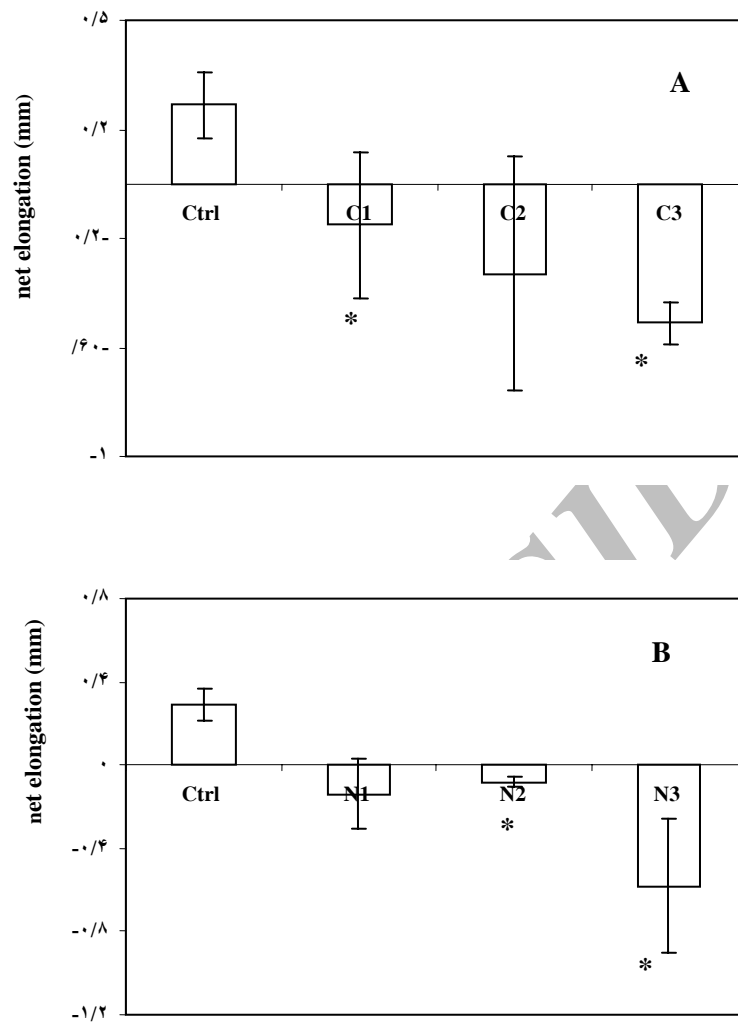 ۰/۵
A
۰/۲
net elongation (mm)
Ctrl
C1
C2
C3
۰/۲-
*
*
/۶۰-
-۱
۰/۸
B
۰/۴
net elongation (mm)
۰
Ctrl
N1
N2
N3
*
-۰/۴
-۰/۸
*
-۱/۲